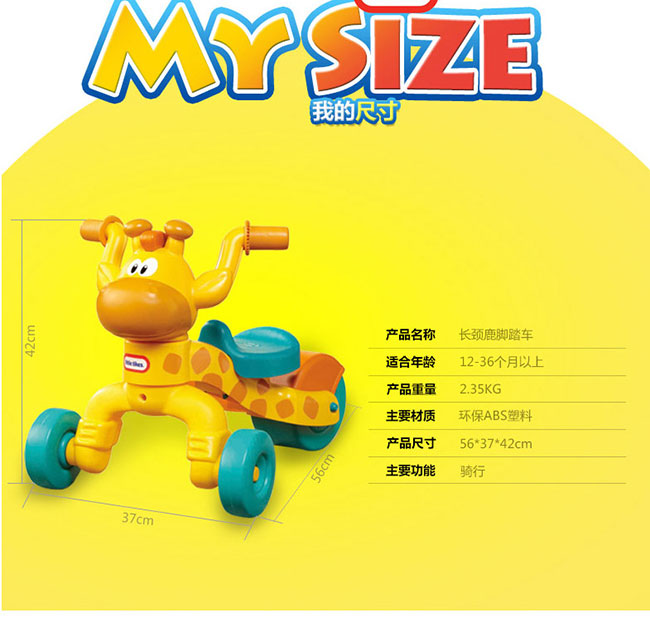 MY SIZE
我的尺寸
42cm
37cm
56cm
little tikes
产品名称 长颈鹿脚踏车
适合年龄 12-36个月以上
产品重量 2.35KG
主要材质 环保ABS塑料
产品尺寸 56*37*42cm
主要功能 骑行